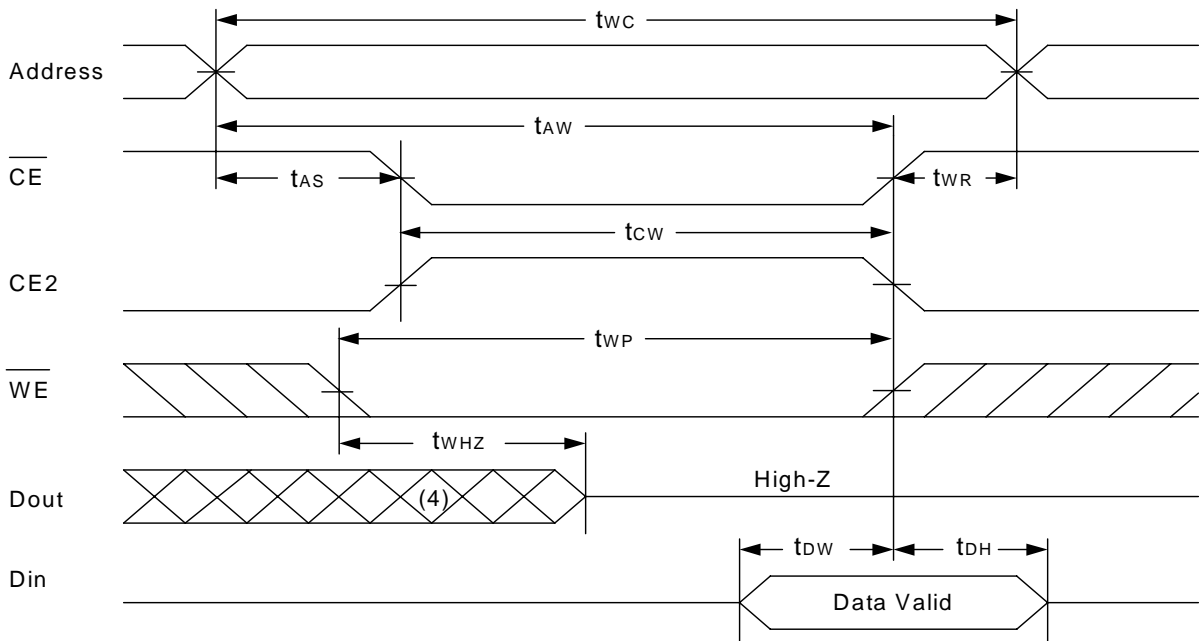 tWC
Address
tAW
CE
tAS
tWR
tCW
CE2
tWP
WE
tWHZ
Dout
(4)
High-Z
tDW
tDH
Din
Data Valid